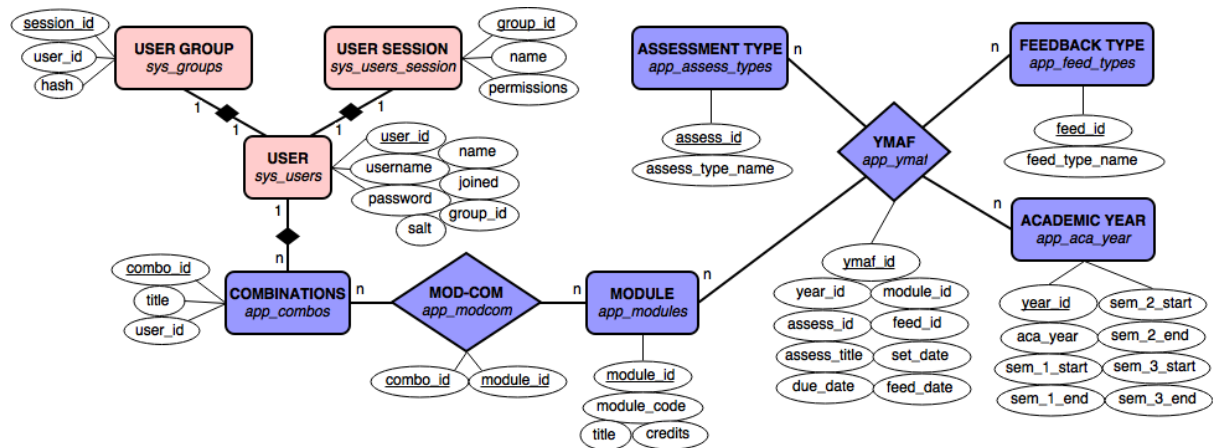 session_id
user_id
hash
USER GROUP
sys_groups
USER SESSION
sys_users_session
group_id
name
permissions
1
1
1
1
USER
sys_users
user_id
username
password
salt
name
joined
group_id
1
n
combo_id
title
user_id
COMBINATIONS
app_combos
n
MOD-COM
app_modcom
combo_id
module_id
n
MODULE
app_modules
n
module_id
module_code
title
credits
ASSESSMENT TYPE
app_assess_types
n
assess_id
assess_type_name
FEEDBACK TYPE
app_feed_types
n
feed_id
feed_type_name
YMAF
app_ymaf
n
ACADEMIC YEAR
app_aca_year
ymaf_id
year_id
module_id
assess_id
feed_id
assess_title
set_date
due_date
feed_date
year_id
sem_2_start
aca_year
sem_2_end
sem_1_start
sem_3_start
sem_1_end
sem_3_end